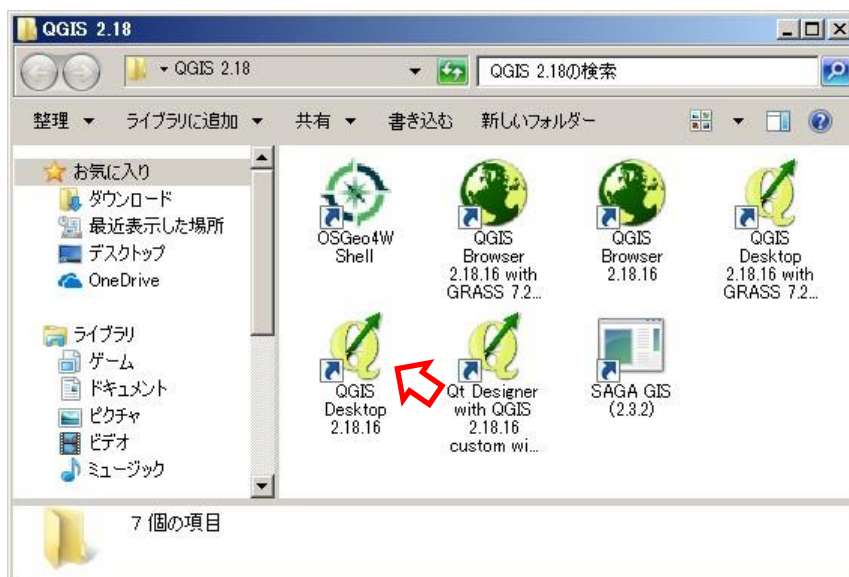 QGIS 2.18
QGIS 2.18
QGIS 2.18の検索
整理 ライブラリに追加 共有 書き込む 新しいフォルダー
お気に入り
ダウンロード
最近表示した場所
デスクトップ
OneDrive
ライブラリ
ゲーム
ドキュメント
ピクチャ
ビデオ
ミュージック
OSGeo4W
Shell
QGIS
Browser
2.18.16 with
GRASS 7.2...
QGIS
Browser
2.18.16
QGIS
Desktop
2.18.16 with
GRASS 7.2...
QGIS
Desktop
2.18.16
Qt Designer
with QGIS
2.18.16
custom wi...
SAGA GIS
(2.3.2)
7 個の項目